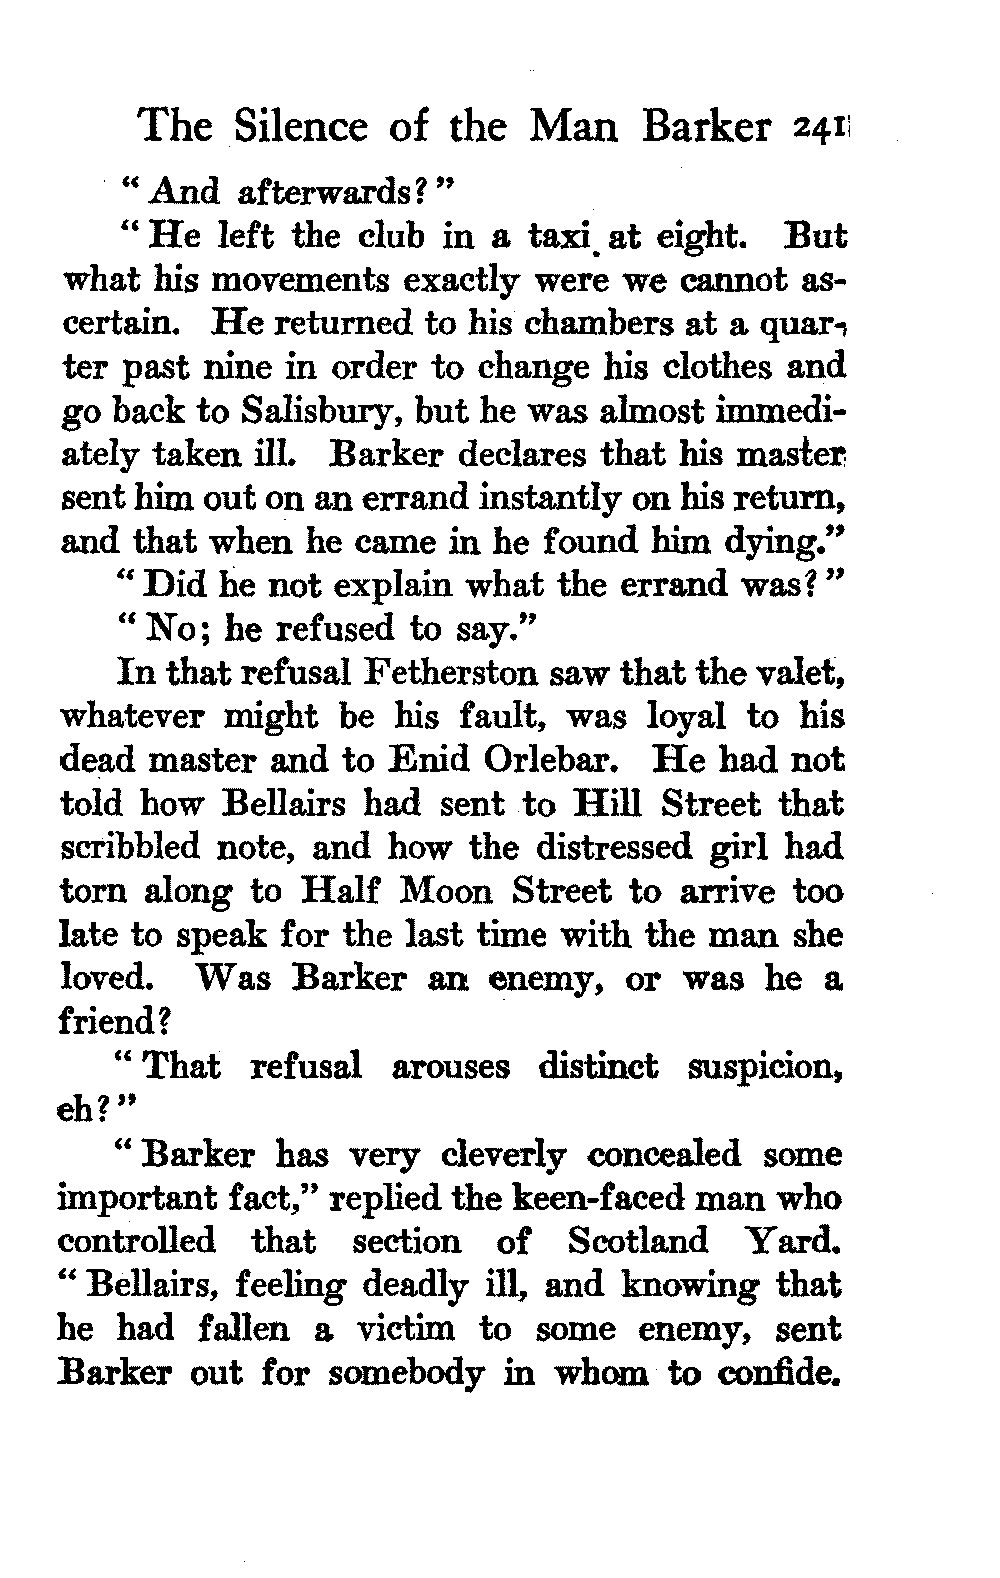 The Silence of the Man Barker 241
“And afterwards?”
“He left the club in a taxi at eight. But
what his movements exactly were we cannot as-
certain. He returned to his chambers at a quar-
ter past nine in order to change his clothes and
go back to Salisbury, but he was almost immedi-
ately taken ill. Barker declares that his master
sent him out on an errand instantly on his return,
and that when he came in he found him dying.”
“Did he not explain what the errand was?”
“No; he refused to say.”
In that refusal Fetherston saw that the valet,
whatever might be his fault, was loyal to his
dead master and to Enid Orlebar. He had not
told how Bellairs had sent to Hill Street that
scribbled note, and how the distressed girl had
torn along to Half Moon Street to arrive too
late to speak for the last time with the man she
loved. Was Barker an enemy, or was he a
friend?
“That refusal arouses distinct suspicion,
eh?”
“Barker has very cleverly concealed some
important fact,” replied the keen-faced man who
controlled that section of Scotland Yard.
“Bellairs, feeling deadly ill, and knowing that
he had fallen a victim to some enemy, sent
Barker out for somebody in whom to confide.